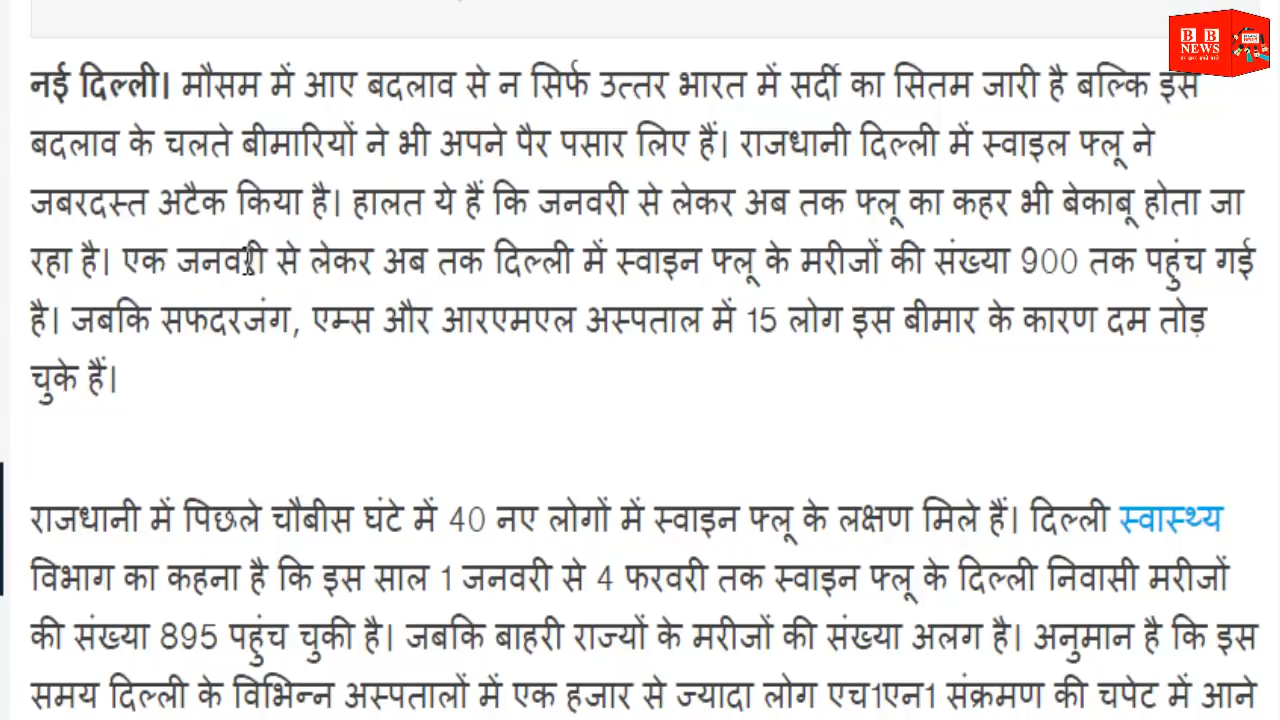 B B
NEWS
नई दिल्ली। मौसम में आए बदलाव से न सिर्फ उत्तर भारत में सर्दी का सितम जारी है बल्कि इस
बदलाव के चलते बीमारियों ने भी अपने पैर पसार लिए हैं। राजधानी दिल्ली में स्वाइल फ्लू ने
जबरदस्त अटैक किया है। हालत ये हैं कि जनवरी से लेकर अब तक फ्लू का कहर भी बेकाबू होता जा
रहा है। एक जनवरी से लेकर अब तक दिल्ली में स्वाइन फ्लू के मरीजों की संख्या 900 तक पहुंच गई
है। जबकि सफदरजंग, एम्स और आरएमएल अस्पताल में 15 लोग इस बीमार के कारण दम तोड़
चुके हैं।
राजधानी में पिछले चौबीस घंटे में 40 नए लोगों में स्वाइन फ्लू के लक्षण मिले हैं। दिल्ली स्वास्थ्य
विभाग का कहना है कि इस साल 1 जनवरी से 4 फरवरी तक स्वाइन फ्लू के दिल्ली निवासी मरीजों
की संख्या 895 पहुंच चुकी है। जबकि बाहरी राज्यों के मरीजों की संख्या अलग है। अनुमान है कि इस
समय दिल्ली के विभिन्न अस्पतालों में एक हजार से ज्यादा लोग एच1एन1 संक्रमण की चपेट में आने